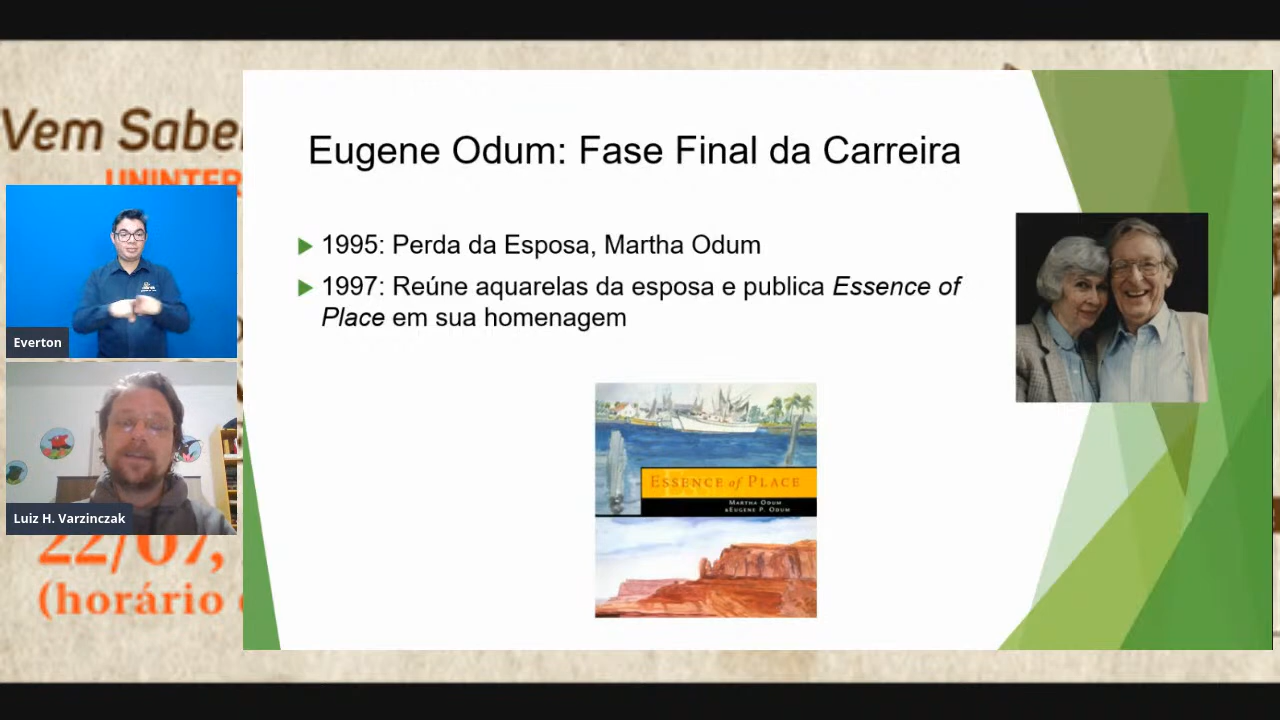 Vem Sabe
UNINTER
Eugene Odum: Fase Final da Carreira
1995: Perda da Esposa, Martha Odum
1997: Reúne aquarelas da esposa e publica Essence of
Place em sua homenagem
ESSENCE of PLACE
MARTHA ODUM
&EUGENE P. ODUM
Everton
Luiz H. Varzinczak
22/07,
(horário